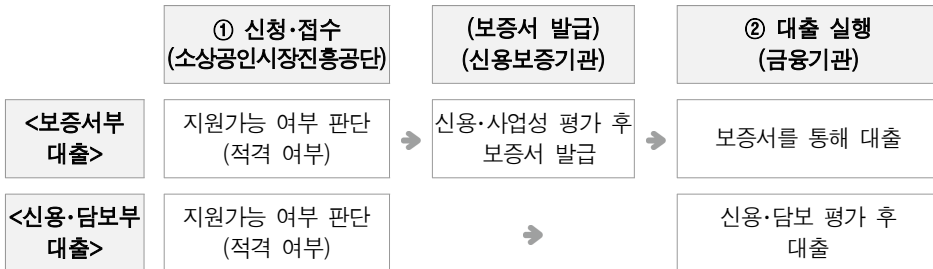 ① 신청·접수
(소상공인시장진흥공단)
(보증서 발급)
(신용보증기관)
② 대출 실행
(금융기관)
<보증서부
대출>
지원가능 여부 판단
(적격 여부)
신용·사업성 평가 후
보증서 발급
보증서를 통해 대출
<신용·담보부
대출>
지원가능 여부 판단
(적격 여부)
신용·담보 평가 후
대출